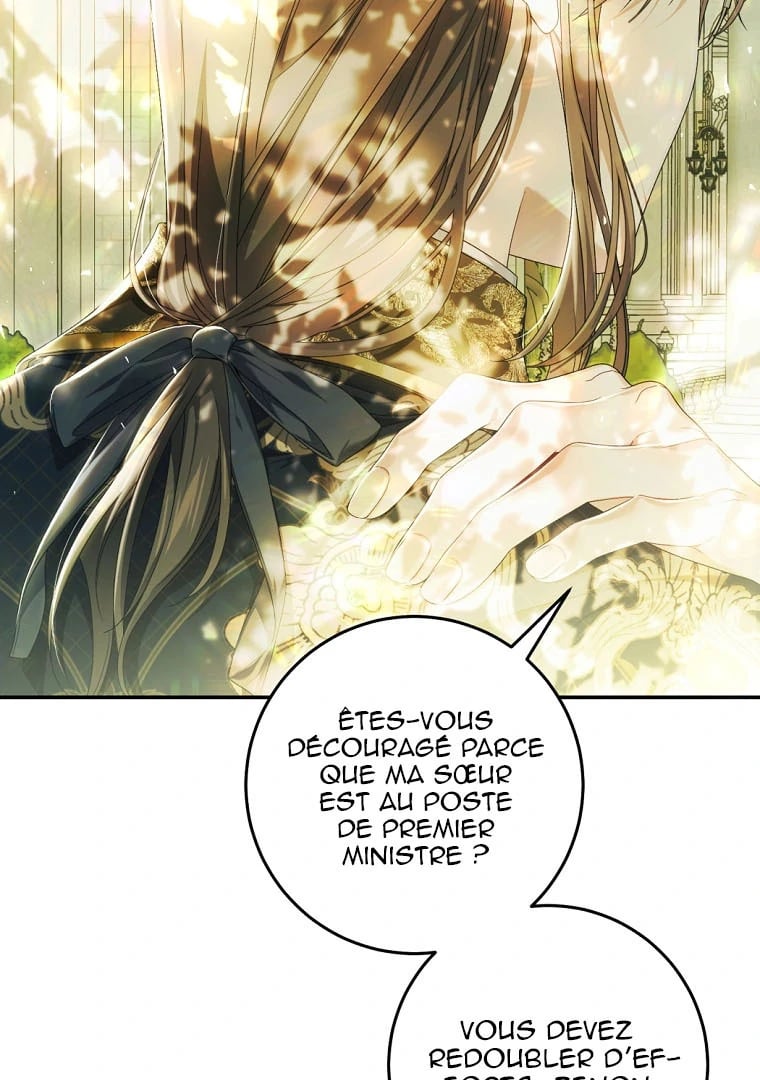 ÊTES-VOUS
DÉCOURAGÉ PARCE
QUE MA SŒUR
EST AU POSTE
DE PREMIER
MINISTRE ?
VOUS DEVEZ
REDOUBLER D'EF-